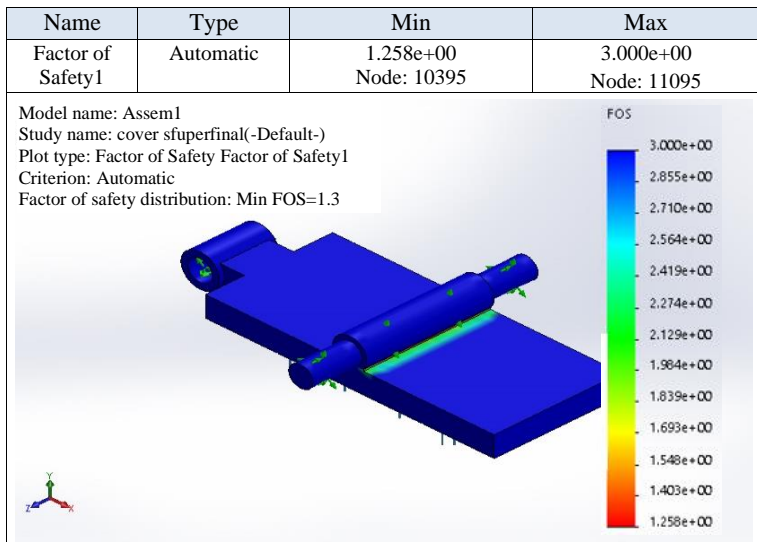 Name Type Min Max
Factor of Safety1 Automatic 1.258e+00 Node: 10395 3.000e+00 Node: 11095
Model name: Assem1
Study name: cover sfuperfinal(-Default-)
Plot type: Factor of Safety Factor of Safety1
Criterion: Automatic
Factor of safety distribution: Min FOS=1.3
FOS
3.000e+00
2.855e+00
2.710e+00
2.564e+00
2.419e+00
2.274e+00
2.129e+00
1.984e+00
1.839e+00
1.693e+00
1.548e+00
1.403e+00
1.258e+00
Y
Z X